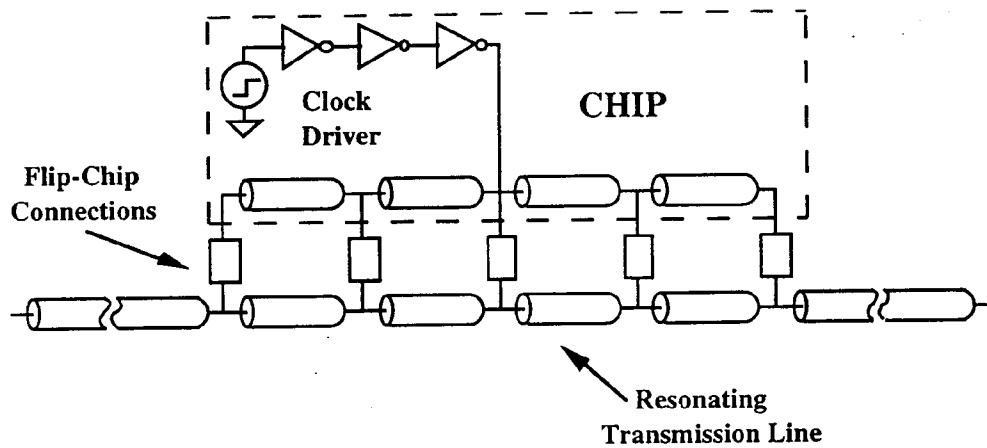 Clock
Driver
CHIP
Flip-Chip
Connections
Resonating
Transmission Line